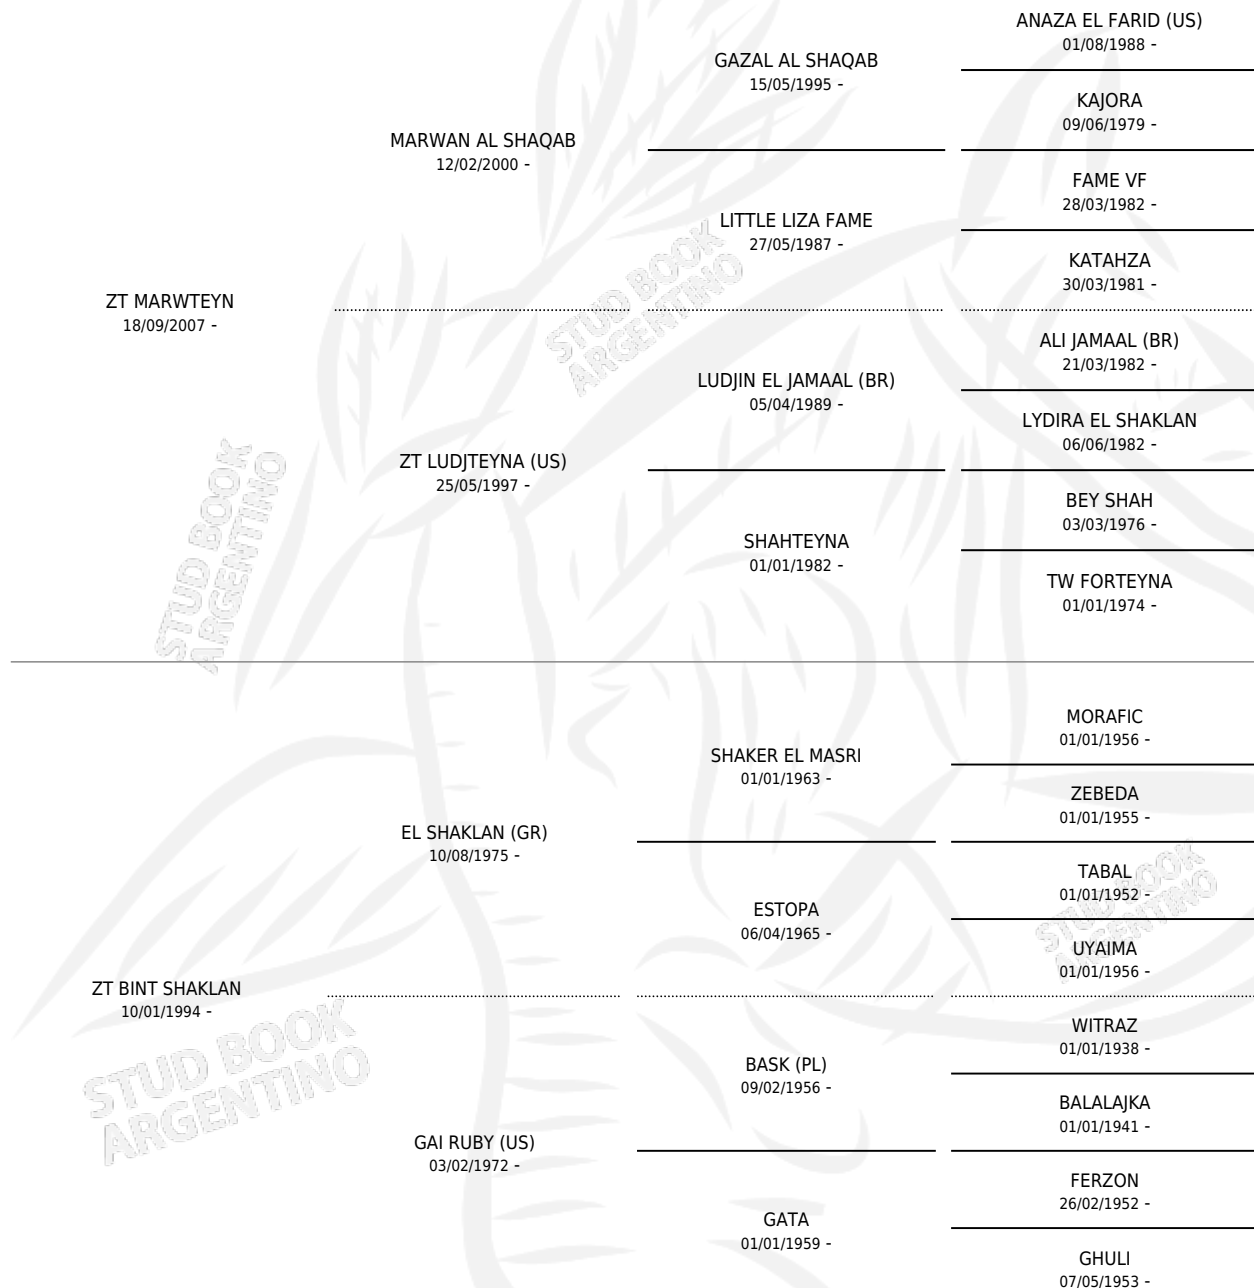 ANAZA EL FARID (US)
01/08/1988 -
GAZAL AL SHAQAB
15/05/1995 -
KAJORA
09/06/1979 -
MARWAN AL SHAQAB
12/02/2000 -
FAME VF
28/03/1982 -
LITTLE LIZA FAME
27/05/1987 -
KATAHZA
30/03/1981 -
ZT MARWTEYN
18/09/2007 -
ALI JAMAAL (BR)
21/03/1982 -
LUDJIN EL JAMAAL (BR)
05/04/1989 -
LYDIRA EL SHAKLAN
06/06/1982 -
ZT LUDJTEYNA (US)
25/05/1997 -
BEY SHAH
03/03/1976 -
SHAHTEYNA
01/01/1982 -
TW FORTEYNA
01/01/1974 -
MORAFIC
01/01/1956 -
SHAKER EL MASRI
01/01/1963 -
ZEBEDA
01/01/1955 -
EL SHAKLAN (GR)
10/08/1975 -
TABAL
01/01/1952 -
ESTOPA
06/04/1965 -
UYAIMA
01/01/1956 -
ZT BINT SHAKLAN
10/01/1994 -
WITRAZ
01/01/1938 -
BASK (PL)
09/02/1956 -
BALALAJKA
01/01/1941 -
GAI RUBY (US)
03/02/1972 -
FERZON
26/02/1952 -
GATA
01/01/1959 -
GHULI
07/05/1953 -
STUD BOOK
ARGENTINO
STUD BOOK
ARGENTINO
STUD BOOK
ARGENTINO
STUD BOOK
ARGENTINO